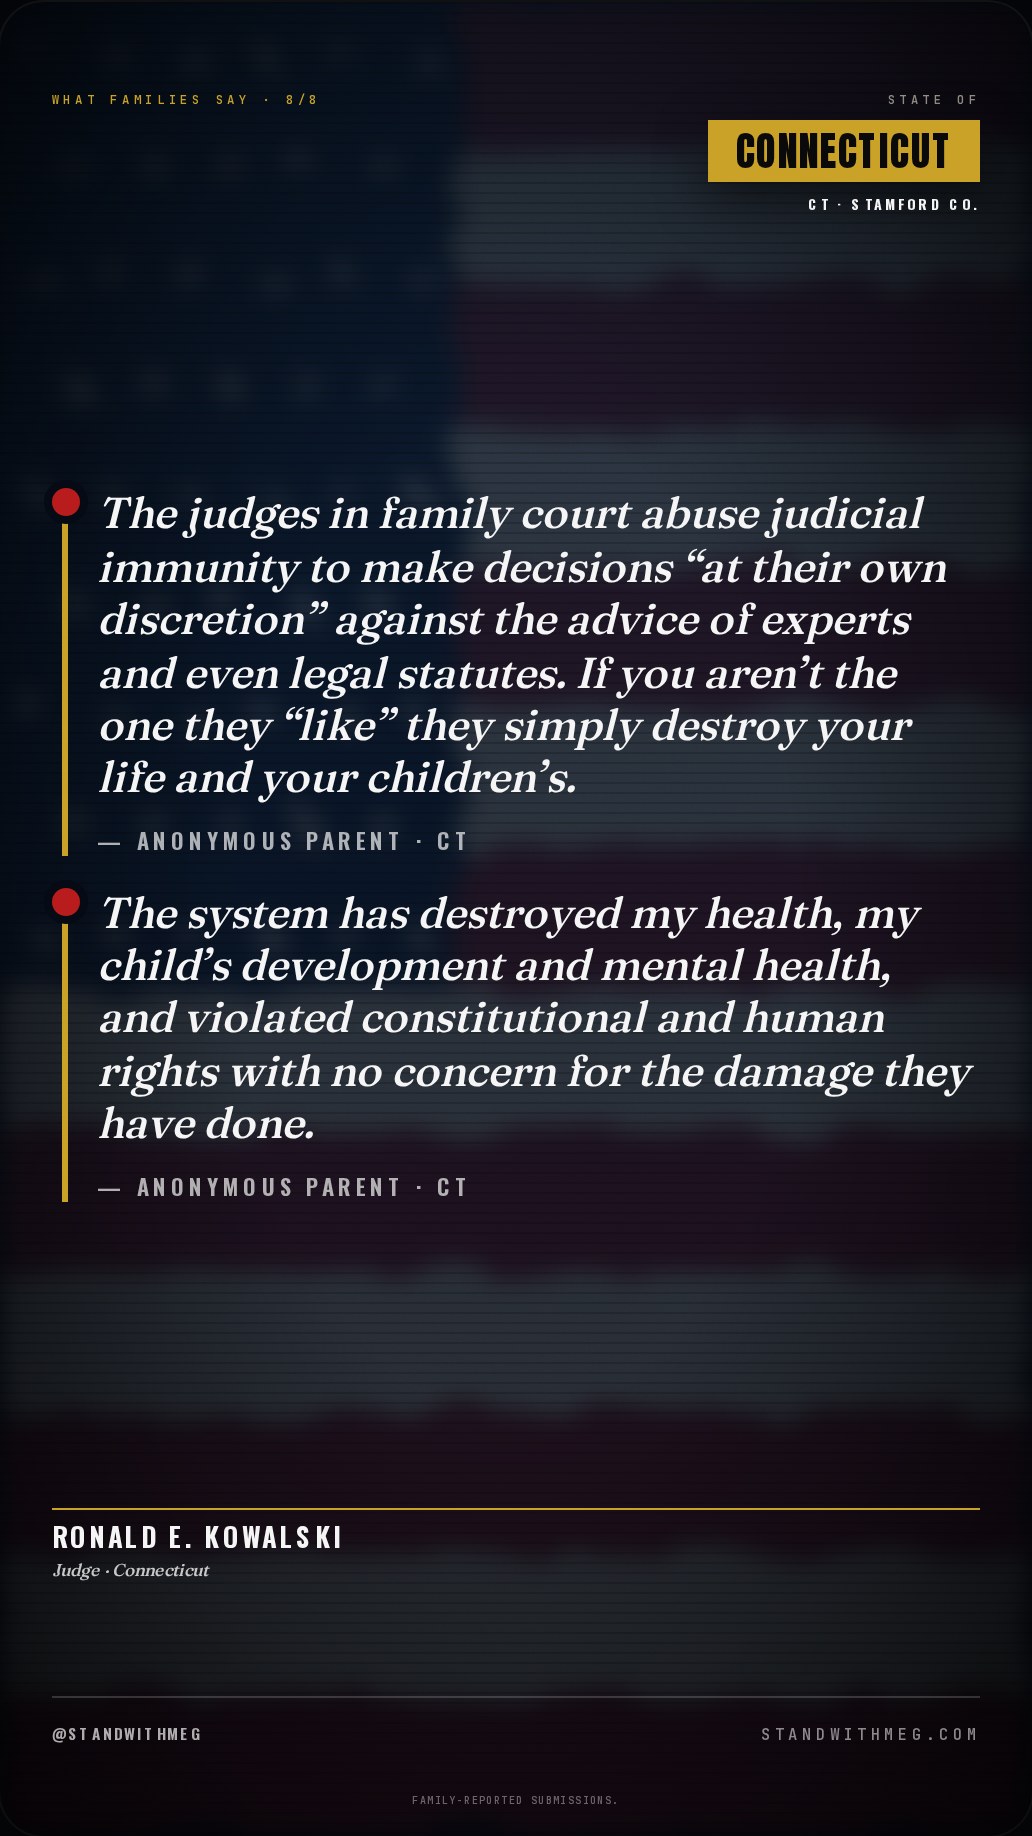 WHAT FAMILIES SAY · 8/8
STATE OF
CONNECTICUT
CT · STAMFORD CO.
The judges in family court abuse judicial
immunity to make decisions “at their own
discretion” against the advice of experts
and even legal statutes. If you aren’t the
one they “like” they simply destroy your
life and your children’s.
— ANONYMOUS PARENT · CT
The system has destroyed my health, my
child’s development and mental health,
and violated constitutional and human
rights with no concern for the damage they
have done.
— ANONYMOUS PARENT · CT
RONALD E. KOWALSKI
Judge · Connecticut
@STANDWITHMEG
STANDWITHMEG.COM
FAMILY-REPORTED SUBMISSIONS.